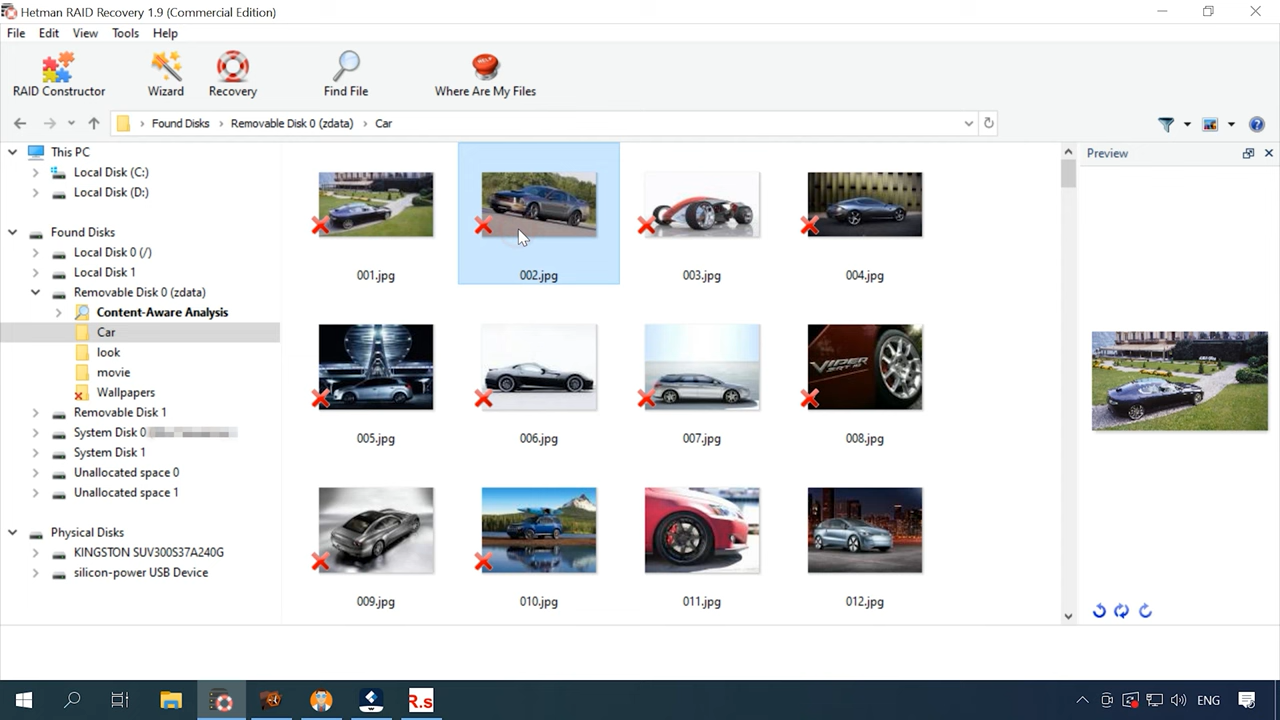 Hetman RAID Recovery 1.9 (Commercial Edition)
File Edit View Tools Help
RAID Constructor Wizard Recovery Find File Where Are My Files
HELP
Found Disks Removable Disk 0 (zdata) Car
This PC
Local Disk (C:)
Local Disk (D:)
Found Disks
Local Disk 0 (/)
Local Disk 1
Removable Disk 0 (zdata)
Content-Aware Analysis
Car
look
movie
Wallpapers
Removable Disk 1
System Disk 0
System Disk 1
Unallocated space 0
Unallocated space 1
Physical Disks
KINGSTON SUV300S37A240G
silicon-power USB Device
001.jpg 002.jpg 003.jpg 004.jpg
VIPER
SRT 10
005.jpg 006.jpg 007.jpg 008.jpg
009.jpg 010.jpg 011.jpg 012.jpg
Preview
R.s
ENG